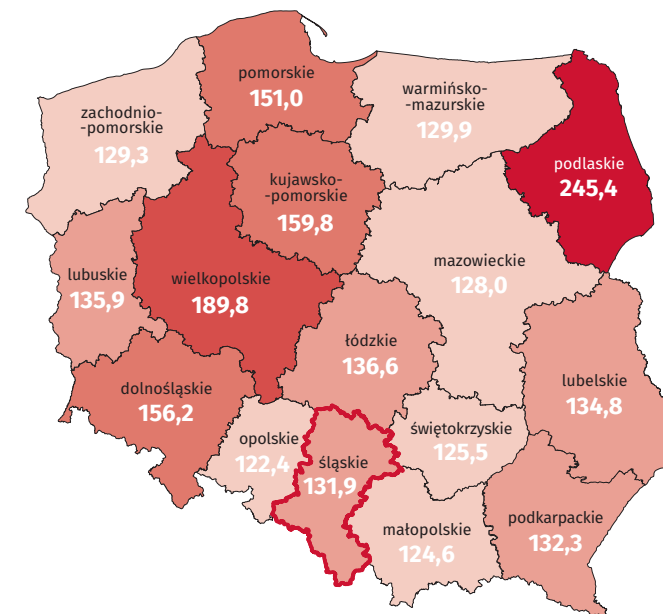 pomorskie
151,0
warmińsko-
-mazurskie
129,9
zachodnio-
-pomorskie
129,3
podlaskie
245,4
kujawsko-
-pomorskie
159,8
mazowieckie
128,0
lubuskie
135,9
wielkopolskie
189,8
łódzkie
136,6
dolnośląskie
156,2
lubelskie
134,8
opolskie
122,4
śląskie
131,9
świętokrzyskie
125,5
małopolskie
124,6
podkarpackie
132,3